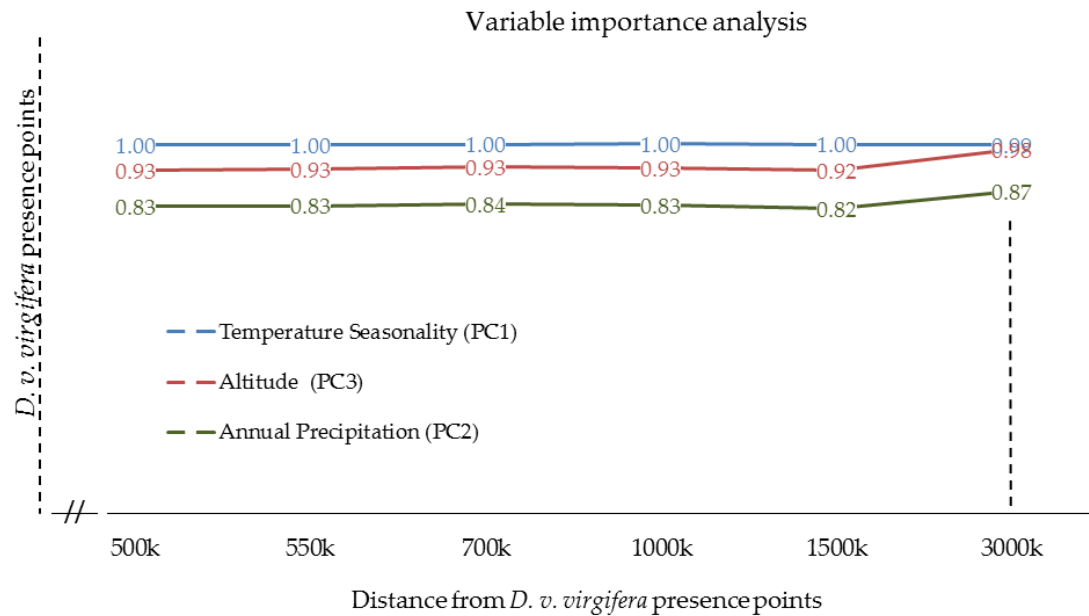 Variable importance analysis
D. v. virgifera presence points
1.00 1.00 1.00 1.00 1.00 0.99
0.93 0.93 0.93 0.93 0.92 0.98
0.83 0.83 0.84 0.83 0.82 0.87
Temperature Seasonality (PC1)
Altitude (PC3)
Annual Precipitation (PC2)
//
500k 550k 700k 1000k 1500k 3000k
Distance from D. v. virgifera presence points